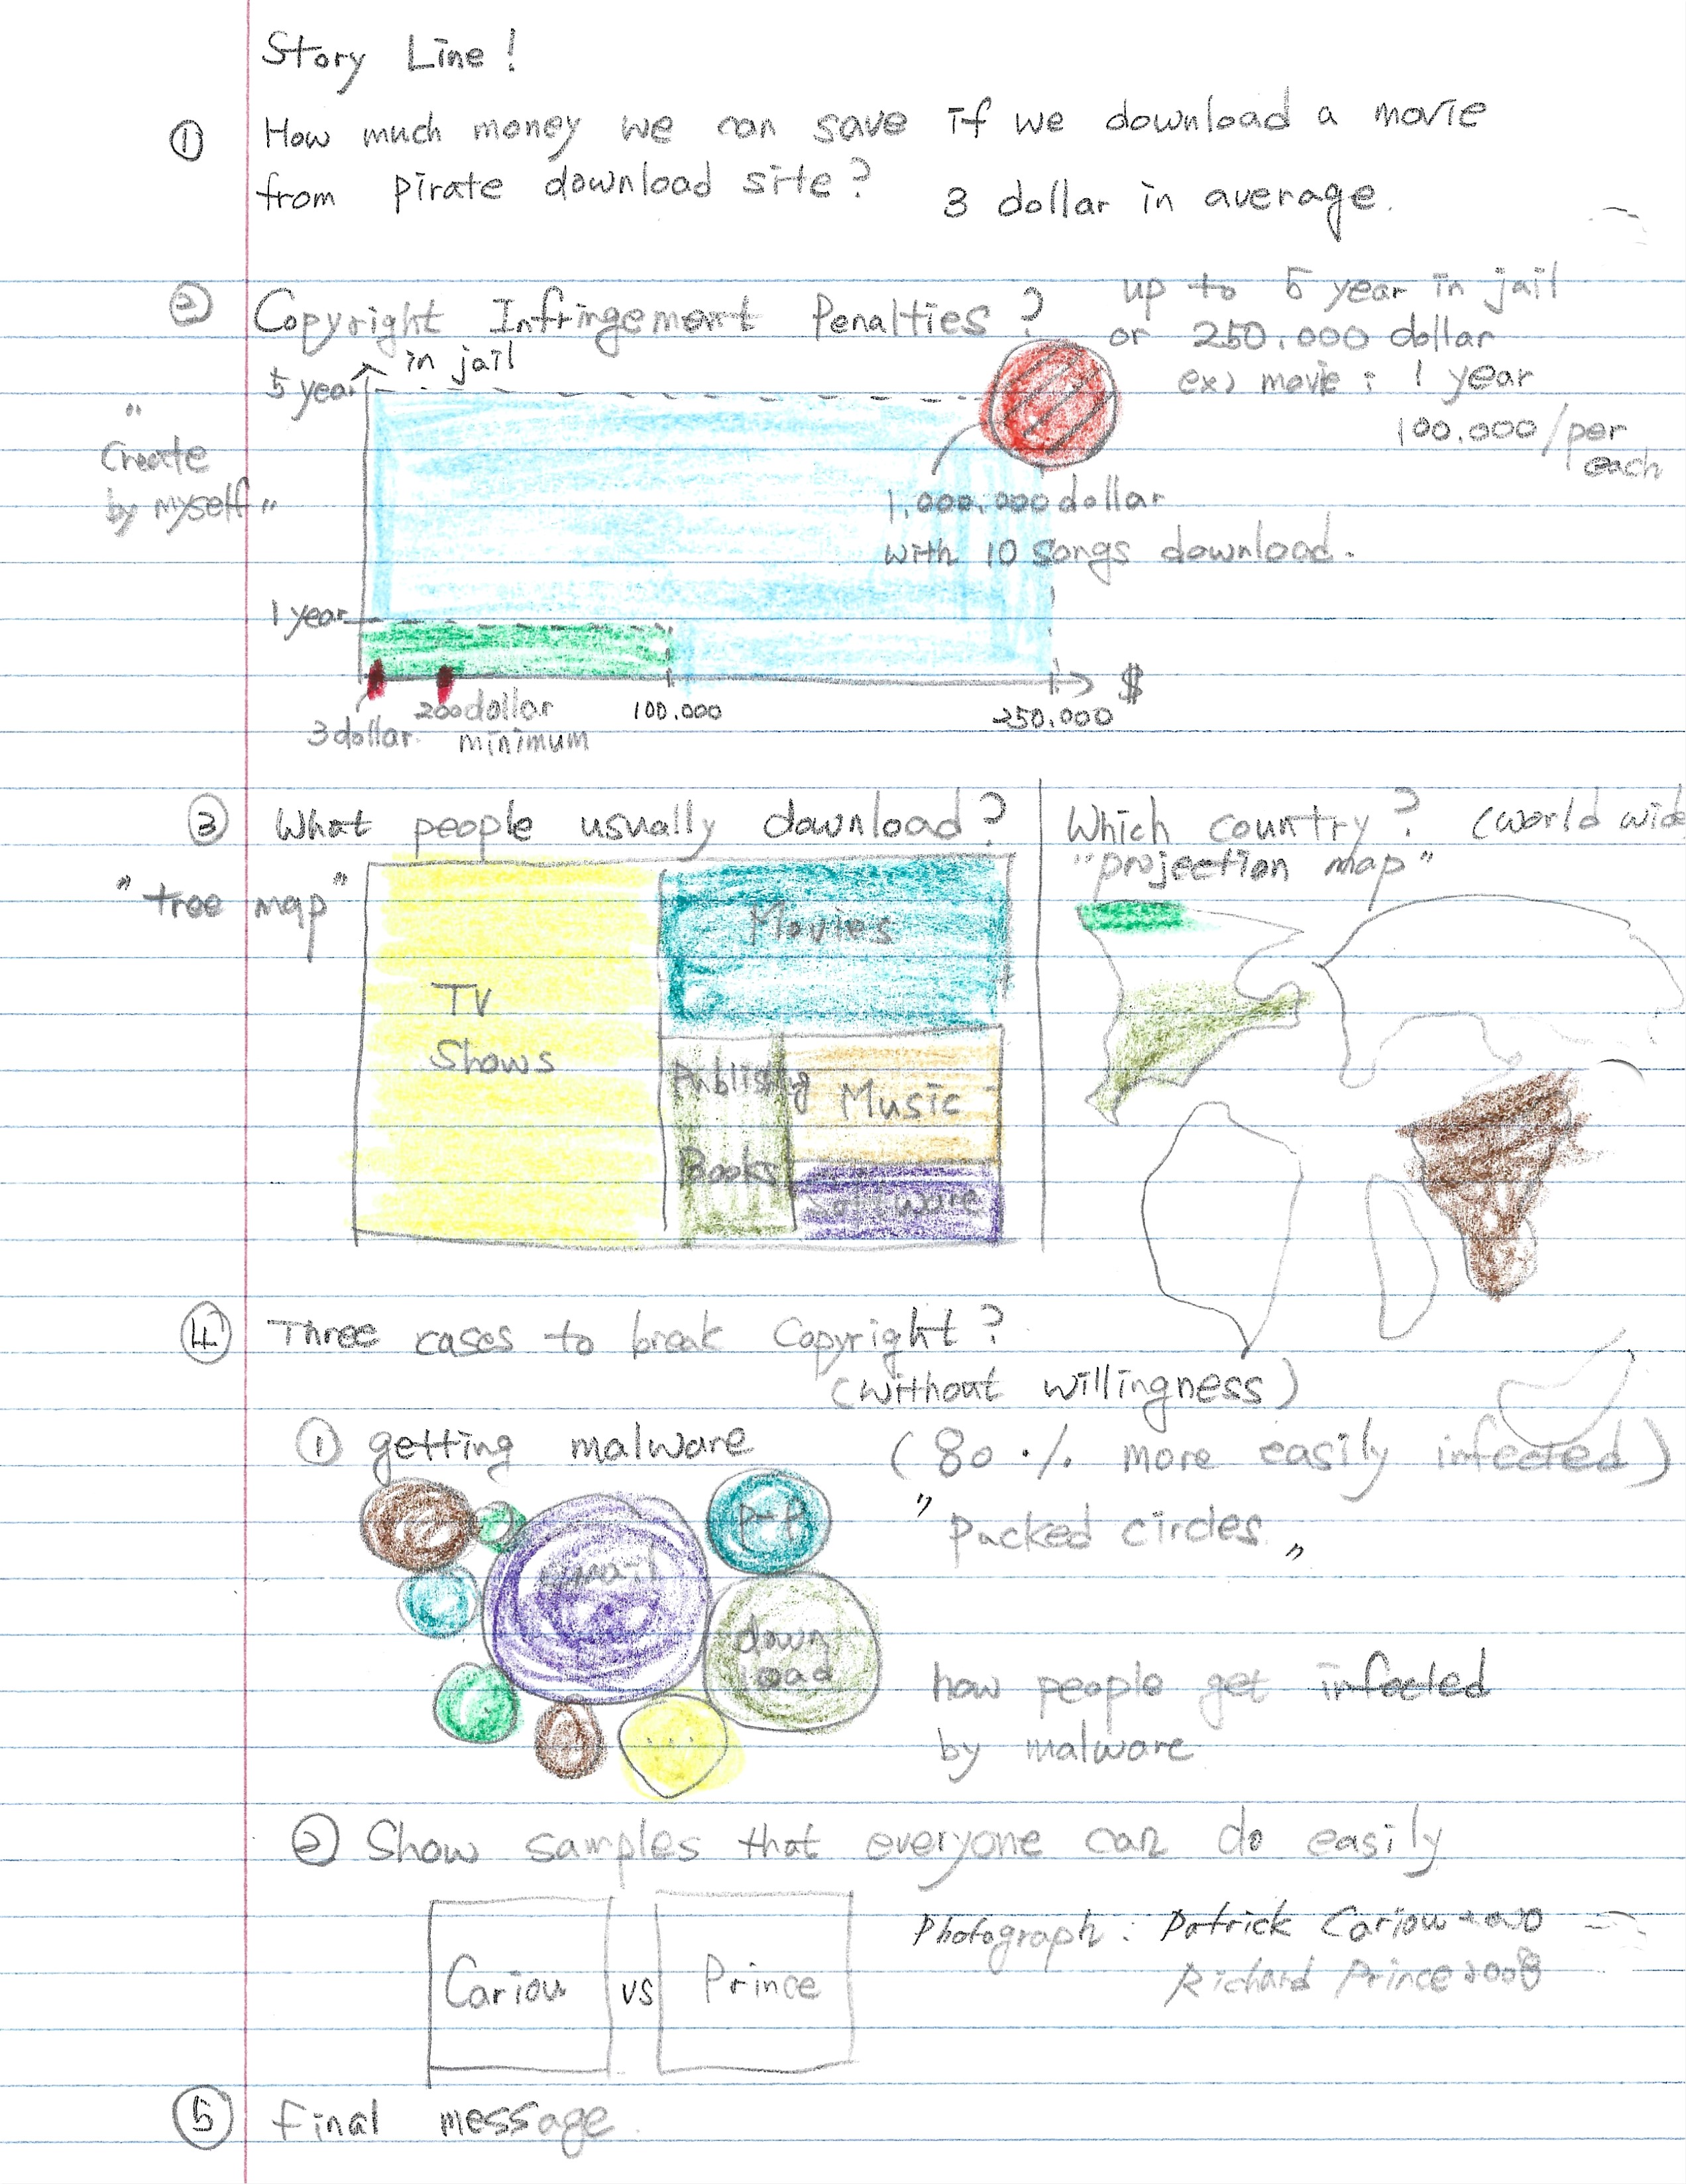 Story Line!
① How much money we can save if we download a movie
from pirate download site? 3 dollar in average.
② Copyright Infringement Penalties?
up to 5 year in jail
or 250.000 dollar
ex) movie : 1 year
100.000/per
each
in jail
5 year
"
Create
by myself"
1,000.000 dollar
with 10 songs download.
1 year
3 dollar
200 dollar
minimum
100.000
250.000
$
③ What people usually download?
"tree map"
TV
Shows
Movies
Publishing
Books
Music
Software
Which country? (world wide
"projection map"
④ Three cases to break Copyright?
(without willingness)
① getting malware (80 % more easily infected)
"Packed circles"
email
P-P
down
load
...
how people get infected
by malware
② Show samples that everyone can do easily
Cariou vs Prince
Photograph : Patrick Cariou 2000
Richard Prince 2008
⑤ final message